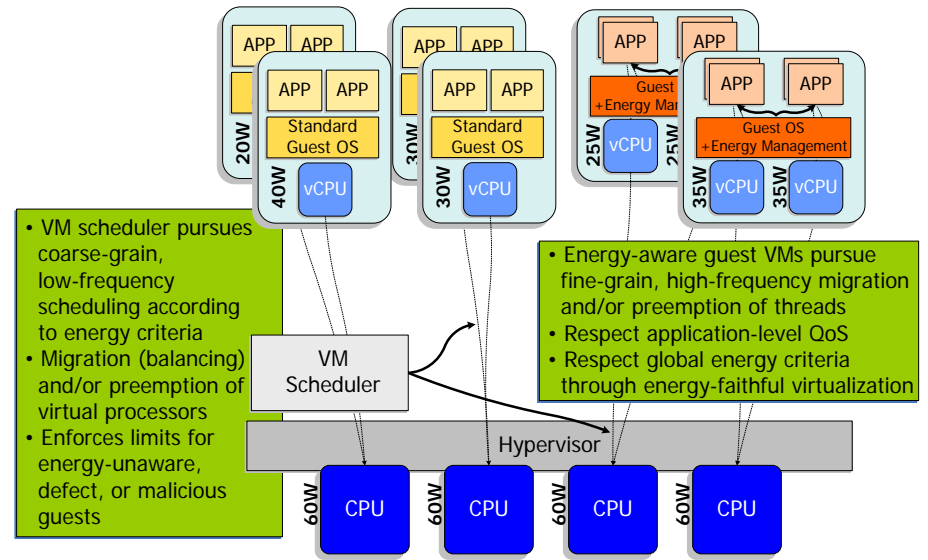 APP APP
APP APP
APP APP
APP APP
20W
APP APP
Standard
Guest OS
40W
vCPU
30W
APP APP
Standard
Guest OS
30W
vCPU
Guest
+Energy Man
25W
vCPU
25W
Guest OS
+Energy Management
35W
vCPU
35W
vCPU
• VM scheduler pursues
coarse-grain,
low-frequency
scheduling according
to energy criteria
• Migration (balancing)
and/or preemption of
virtual processors
• Enforces limits for
energy-unaware,
defect, or malicious
guests
• Energy-aware guest VMs pursue
fine-grain, high-frequency migration
and/or preemption of threads
• Respect application-level QoS
• Respect global energy criteria
through energy-faithful virtualization
VM
Scheduler
Hypervisor
60W
CPU
60W
CPU
60W
CPU
60W
CPU